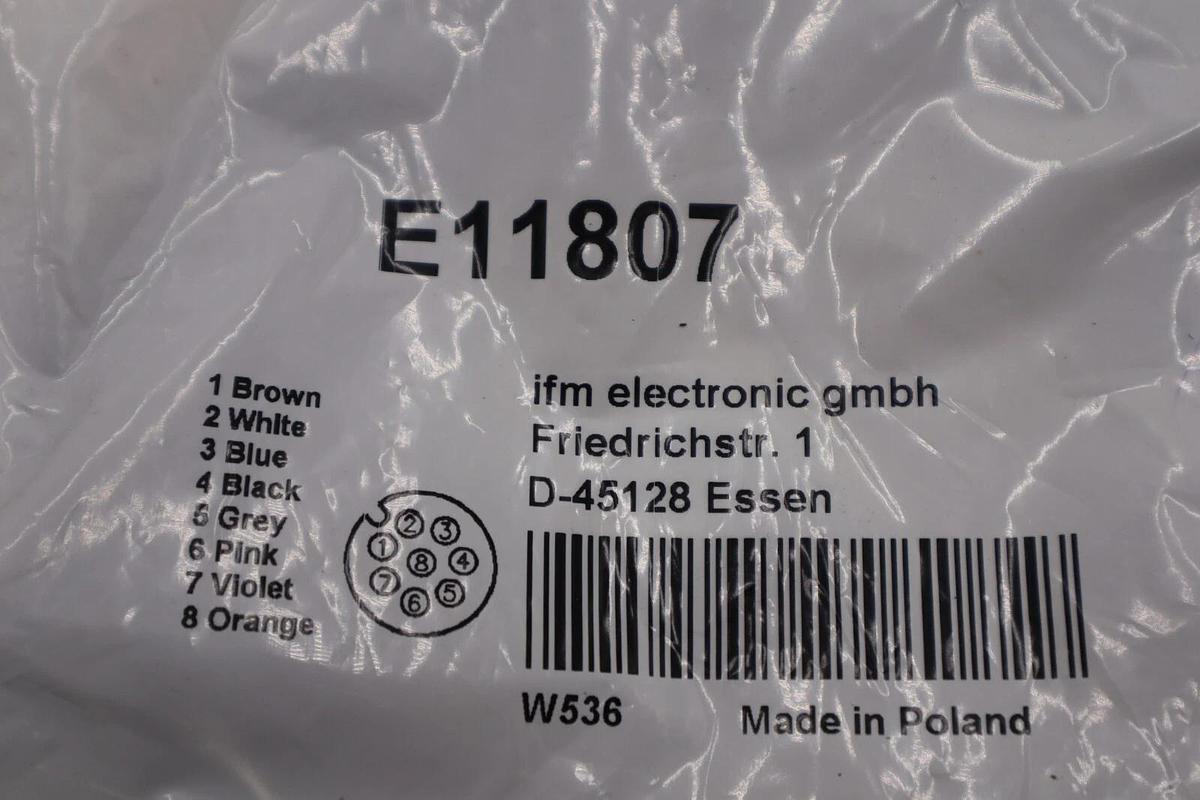 E11807
1 Brown
2 White
3 Blue
4 Black
5 Grey
6 Pink
7 Violet
8 Orange
2 3
1 8 4
7 5
6
ifm electronic gmbh
Friedrichstr. 1
D-45128 Essen
W536
Made in Poland